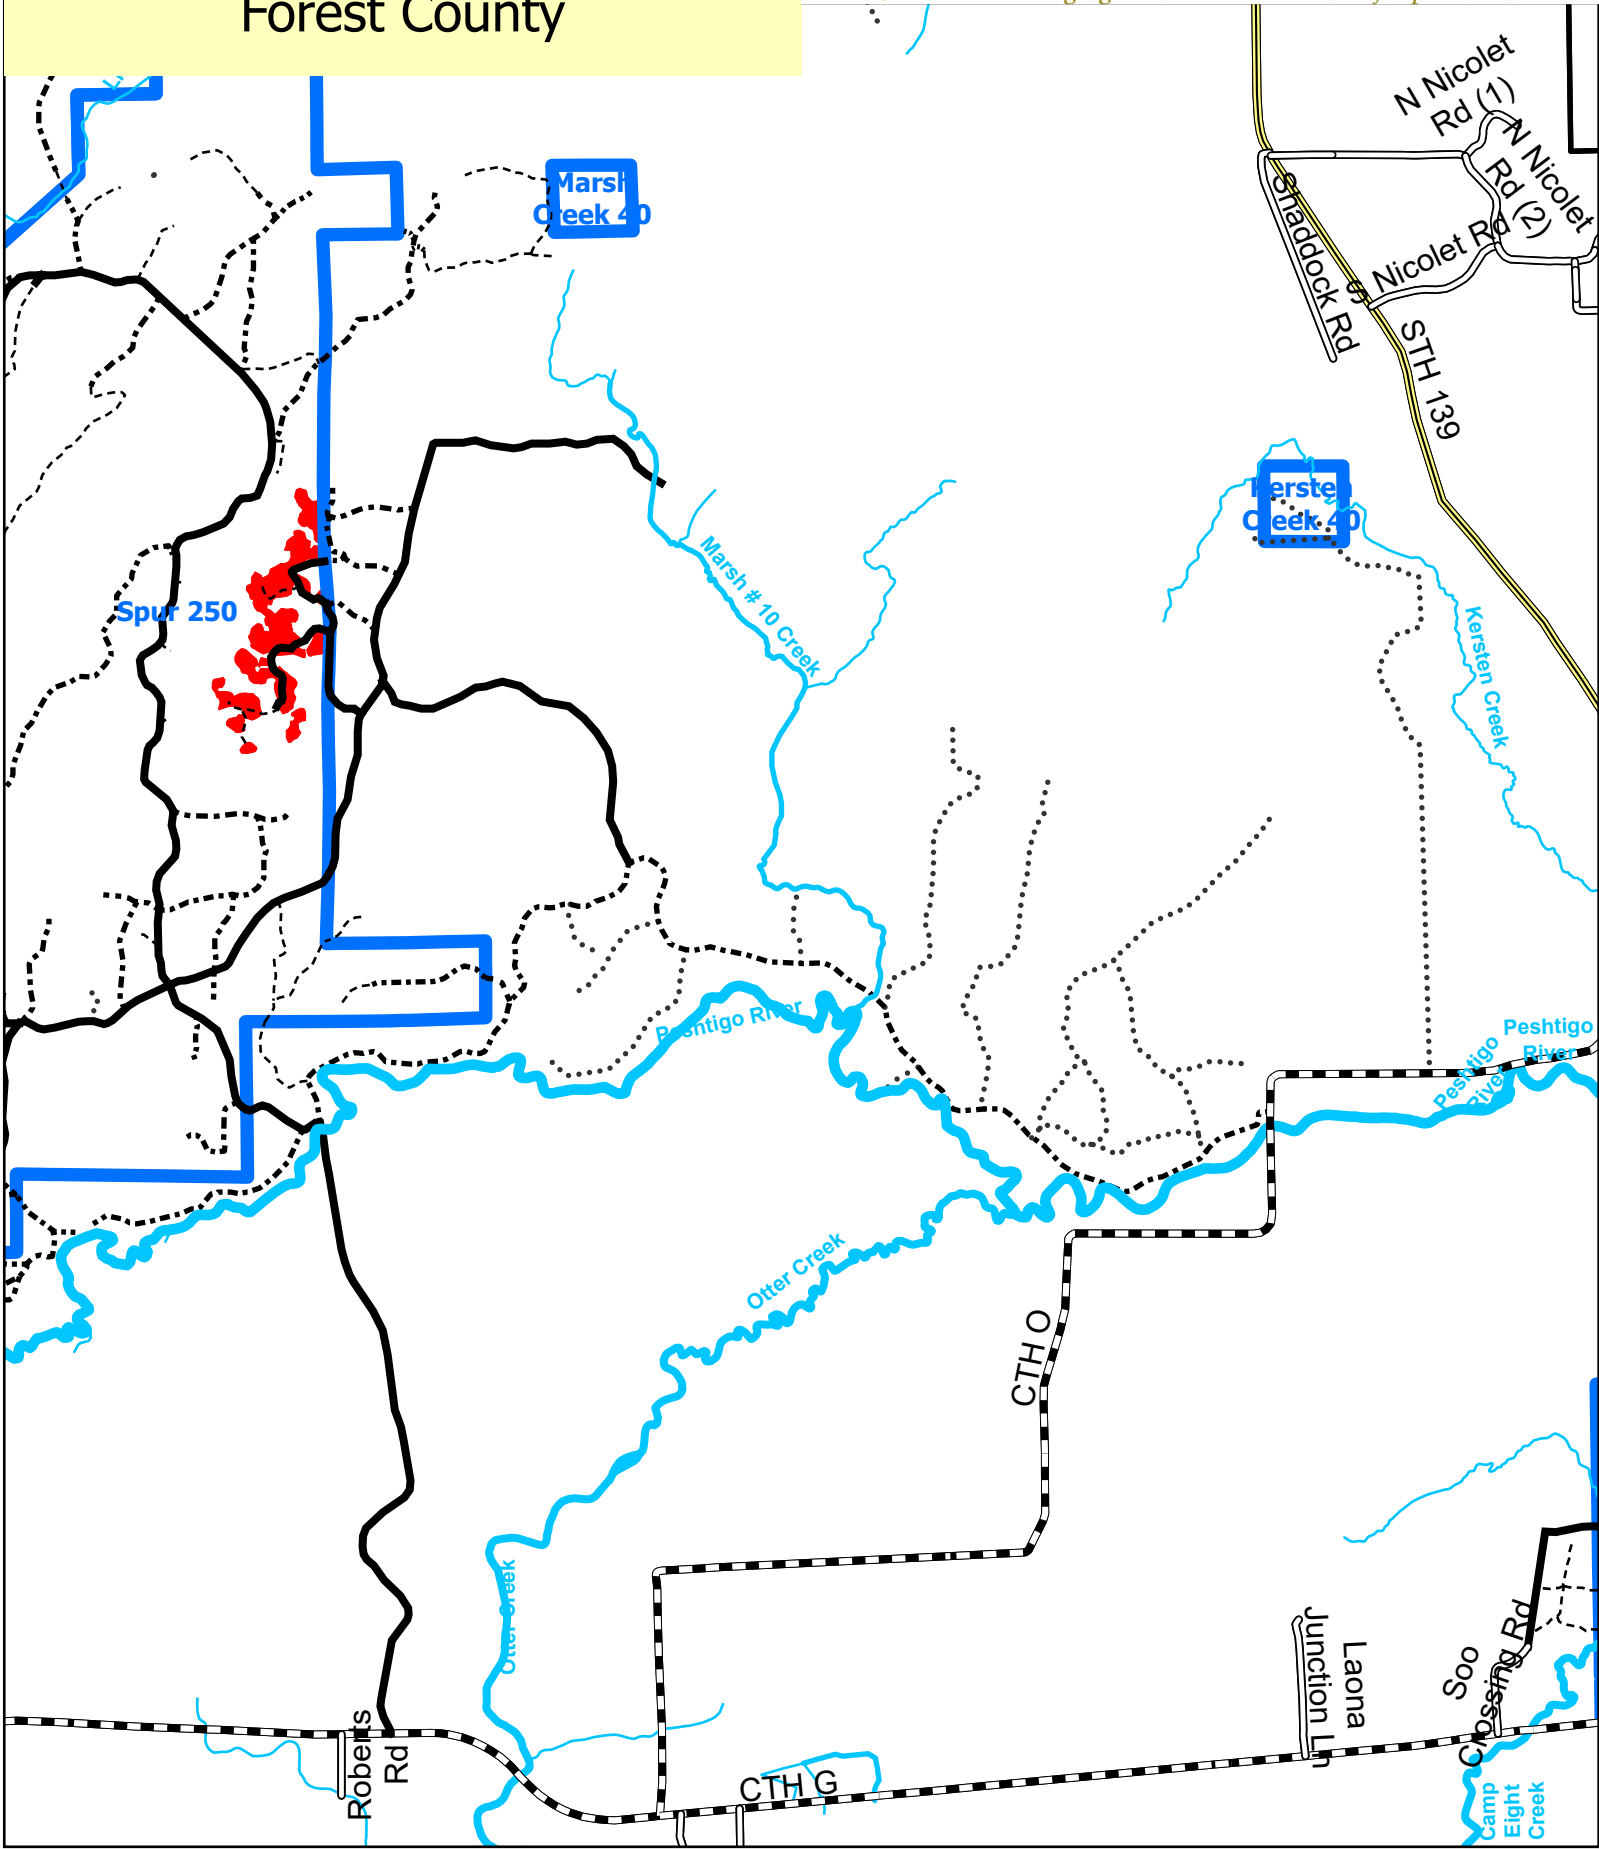 Forest County
N Nicolet
Rd (1)
N Nicolet
Rd (2)
Marsh
Creek 40
Shaddock Rd
S Nicolet Rd
STH 139
Kersten
Creek 40
Marsh # 10 Creek
Spur 250
Kersten Creek
Peshtigo River
Peshtigo
River
Peshtigo
River
Otter Creek
CTH O
Otter Creek
Soo
Crossing Rd
Laona
Junction Ln
Roberts
Rd
CTH G
Camp
Eight
Creek